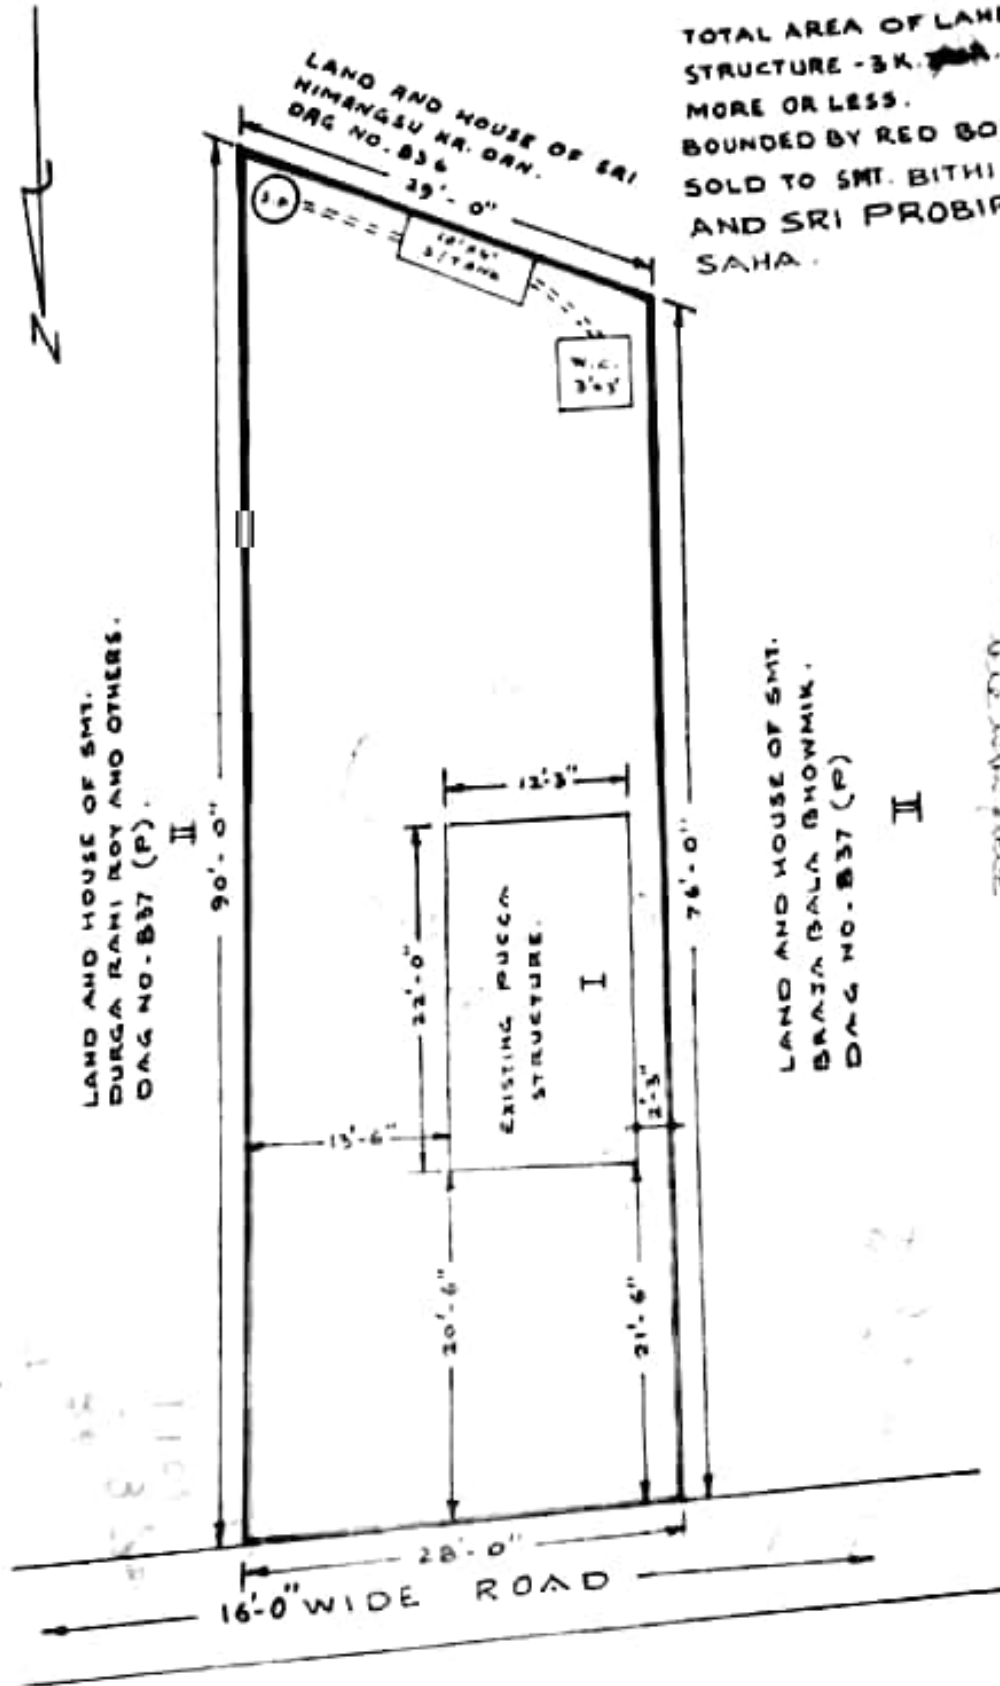 TOTAL AREA OF LAN
STRUCTURE - 3 K.
MORE OR LESS.
BOUNDED BY RED BO
SOLD TO SMT. BITHI
AND SRI PROBIR
SAHA.
LAND AND HOUSE OF SRI
HIMANGSU KR.
DAG NO. 836
29'-0"
S.P
S/TANK
W.C.
3'x3'
N
LAND AND HOUSE OF SMT.
DURGA RANI ROY AND OTHERS.
DAG NO-837 (P).
II
90'-0"
12'-3"
22'-0"
EXISTING PUCCA
STRUCTURE.
I
76'-0"
LAND AND HOUSE OF SMT.
BRAJA BALA BHOWMIK.
DAG NO-837 (P)
II
13'-6"
2'-3"
20'-6"
21'-6"
28'-0"
16'-0" WIDE ROAD